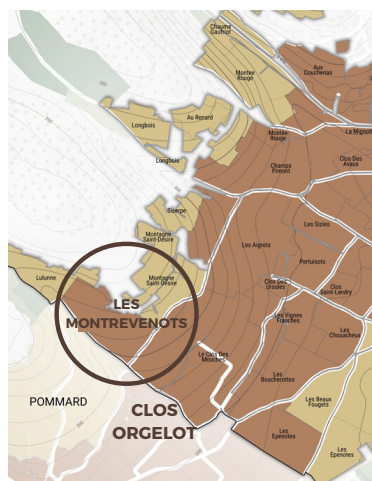 Chaume
Gaufriot
Aux
Coucherias
Montée
Rouge
Longbois
Au Renard
La Mignot
Montée
Rouge
Longbois
Champs
Pimont
Clos Des
Avaux
Siserpe
Les Sizies
Montagne
Saint-Désiré
Les Aigrots
Pertuisots
Lulunne
Montagne
Saint-Désiré
Clos Des
Ursules
Clos
Saint-Landry
LES
MONTREVENOTS
Les Vignes
Franches
Les
Chouacheux
Le Clos Des
Mouches
Les
Boucherottes
POMMARD
CLOS
ORGELOT
Les Beaux
Fougets
Les
Epenotes
Les
Epenotes